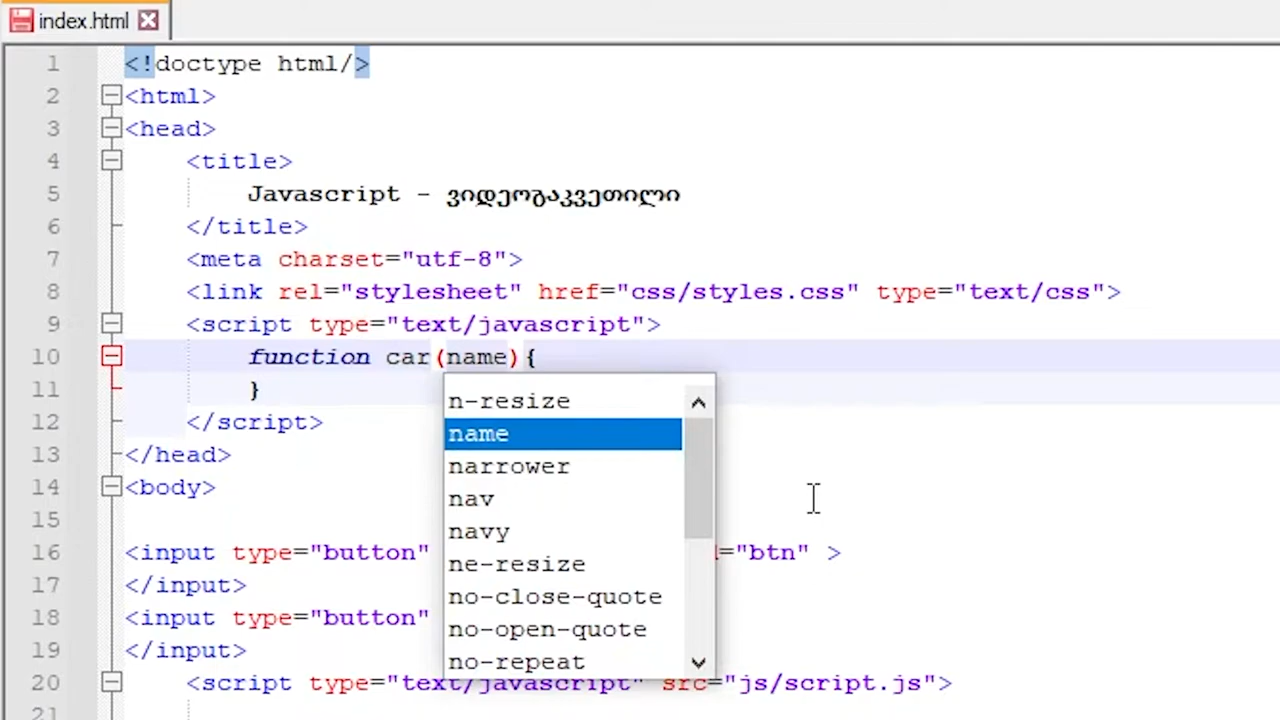 index.html
1 <!doctype html/>
2 <html>
3 <head>
4 <title>
5 Javascript - ვიდეოგაკვეთილი
6 </title>
7 <meta charset="utf-8">
8 <link rel="stylesheet" href="css/styles.css" type="text/css">
9 <script type="text/javascript">
10 function car(name){
11 }
12 </script>
13 </head>
14 <body>
15
16 <input type="button" ="btn" >
17 </input>
18 <input type="button"
19 </input>
20 <script type="text/javascript" src="js/script.js">
21
n-resize
name
narrower
nav
navy
ne-resize
no-close-quote
no-open-quote
no-repeat